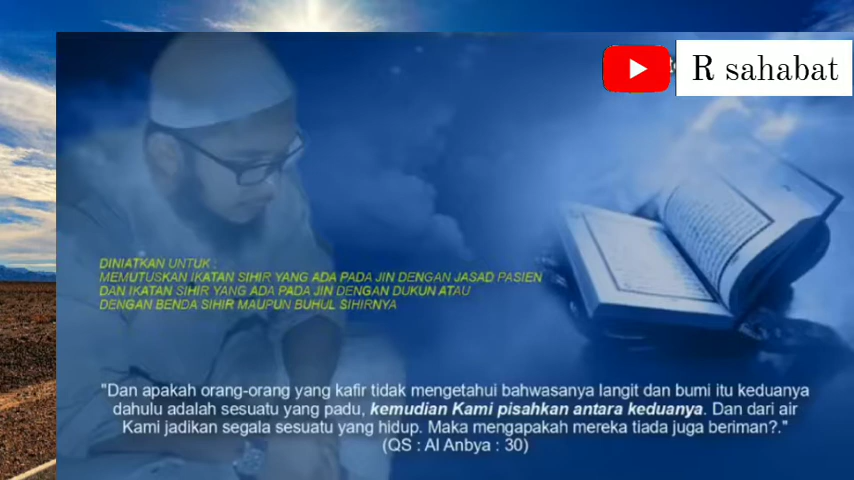 R sahabat
DINIATKAN UNTUK :
MEMUTUSKAN IKATAN SIHIR YANG ADA PADA JIN DENGAN JASAD PASIEN
DAN IKATAN SIHIR YANG ADA PADA JIN DENGAN DUKUN ATAU
DENGAN BENDA SIHIR MAUPUN BUHUL SIHIRNYA
"Dan apakah orang-orang yang kafir tidak mengetahui bahwasanya langit dan bumi itu keduanya
dahulu adalah sesuatu yang padu, kemudian Kami pisahkan antara keduanya. Dan dari air
Kami jadikan segala sesuatu yang hidup. Maka mengapakah mereka tiada juga beriman?."
(QS : Al Anbya : 30)